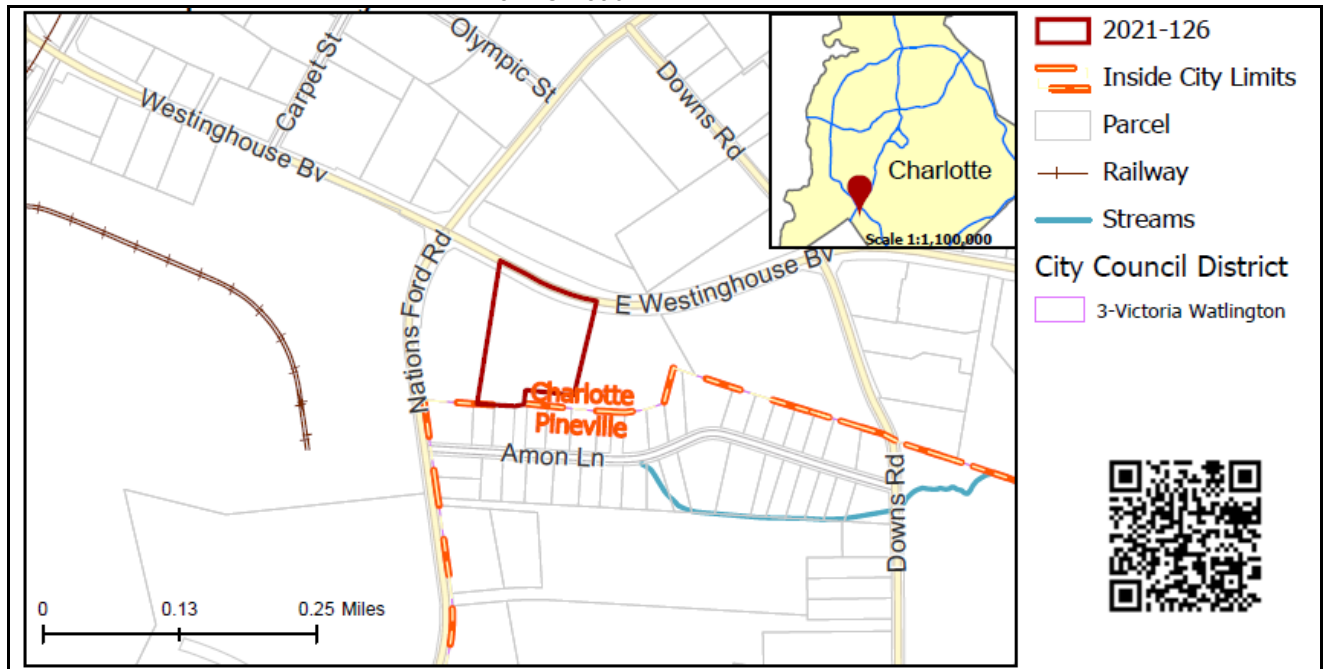 Olympic St
Carpet St
Westinghouse Bv
Downs Rd
Charlotte
Scale 1:1,100,000
Nations Ford Rd
E Westinghouse Bv
Charlotte
Pineville
Amon Ln
Downs Rd
0 0.13 0.25 Miles
2021-126
Inside City Limits
Parcel
Railway
Streams
City Council District
3-Victoria Watlington